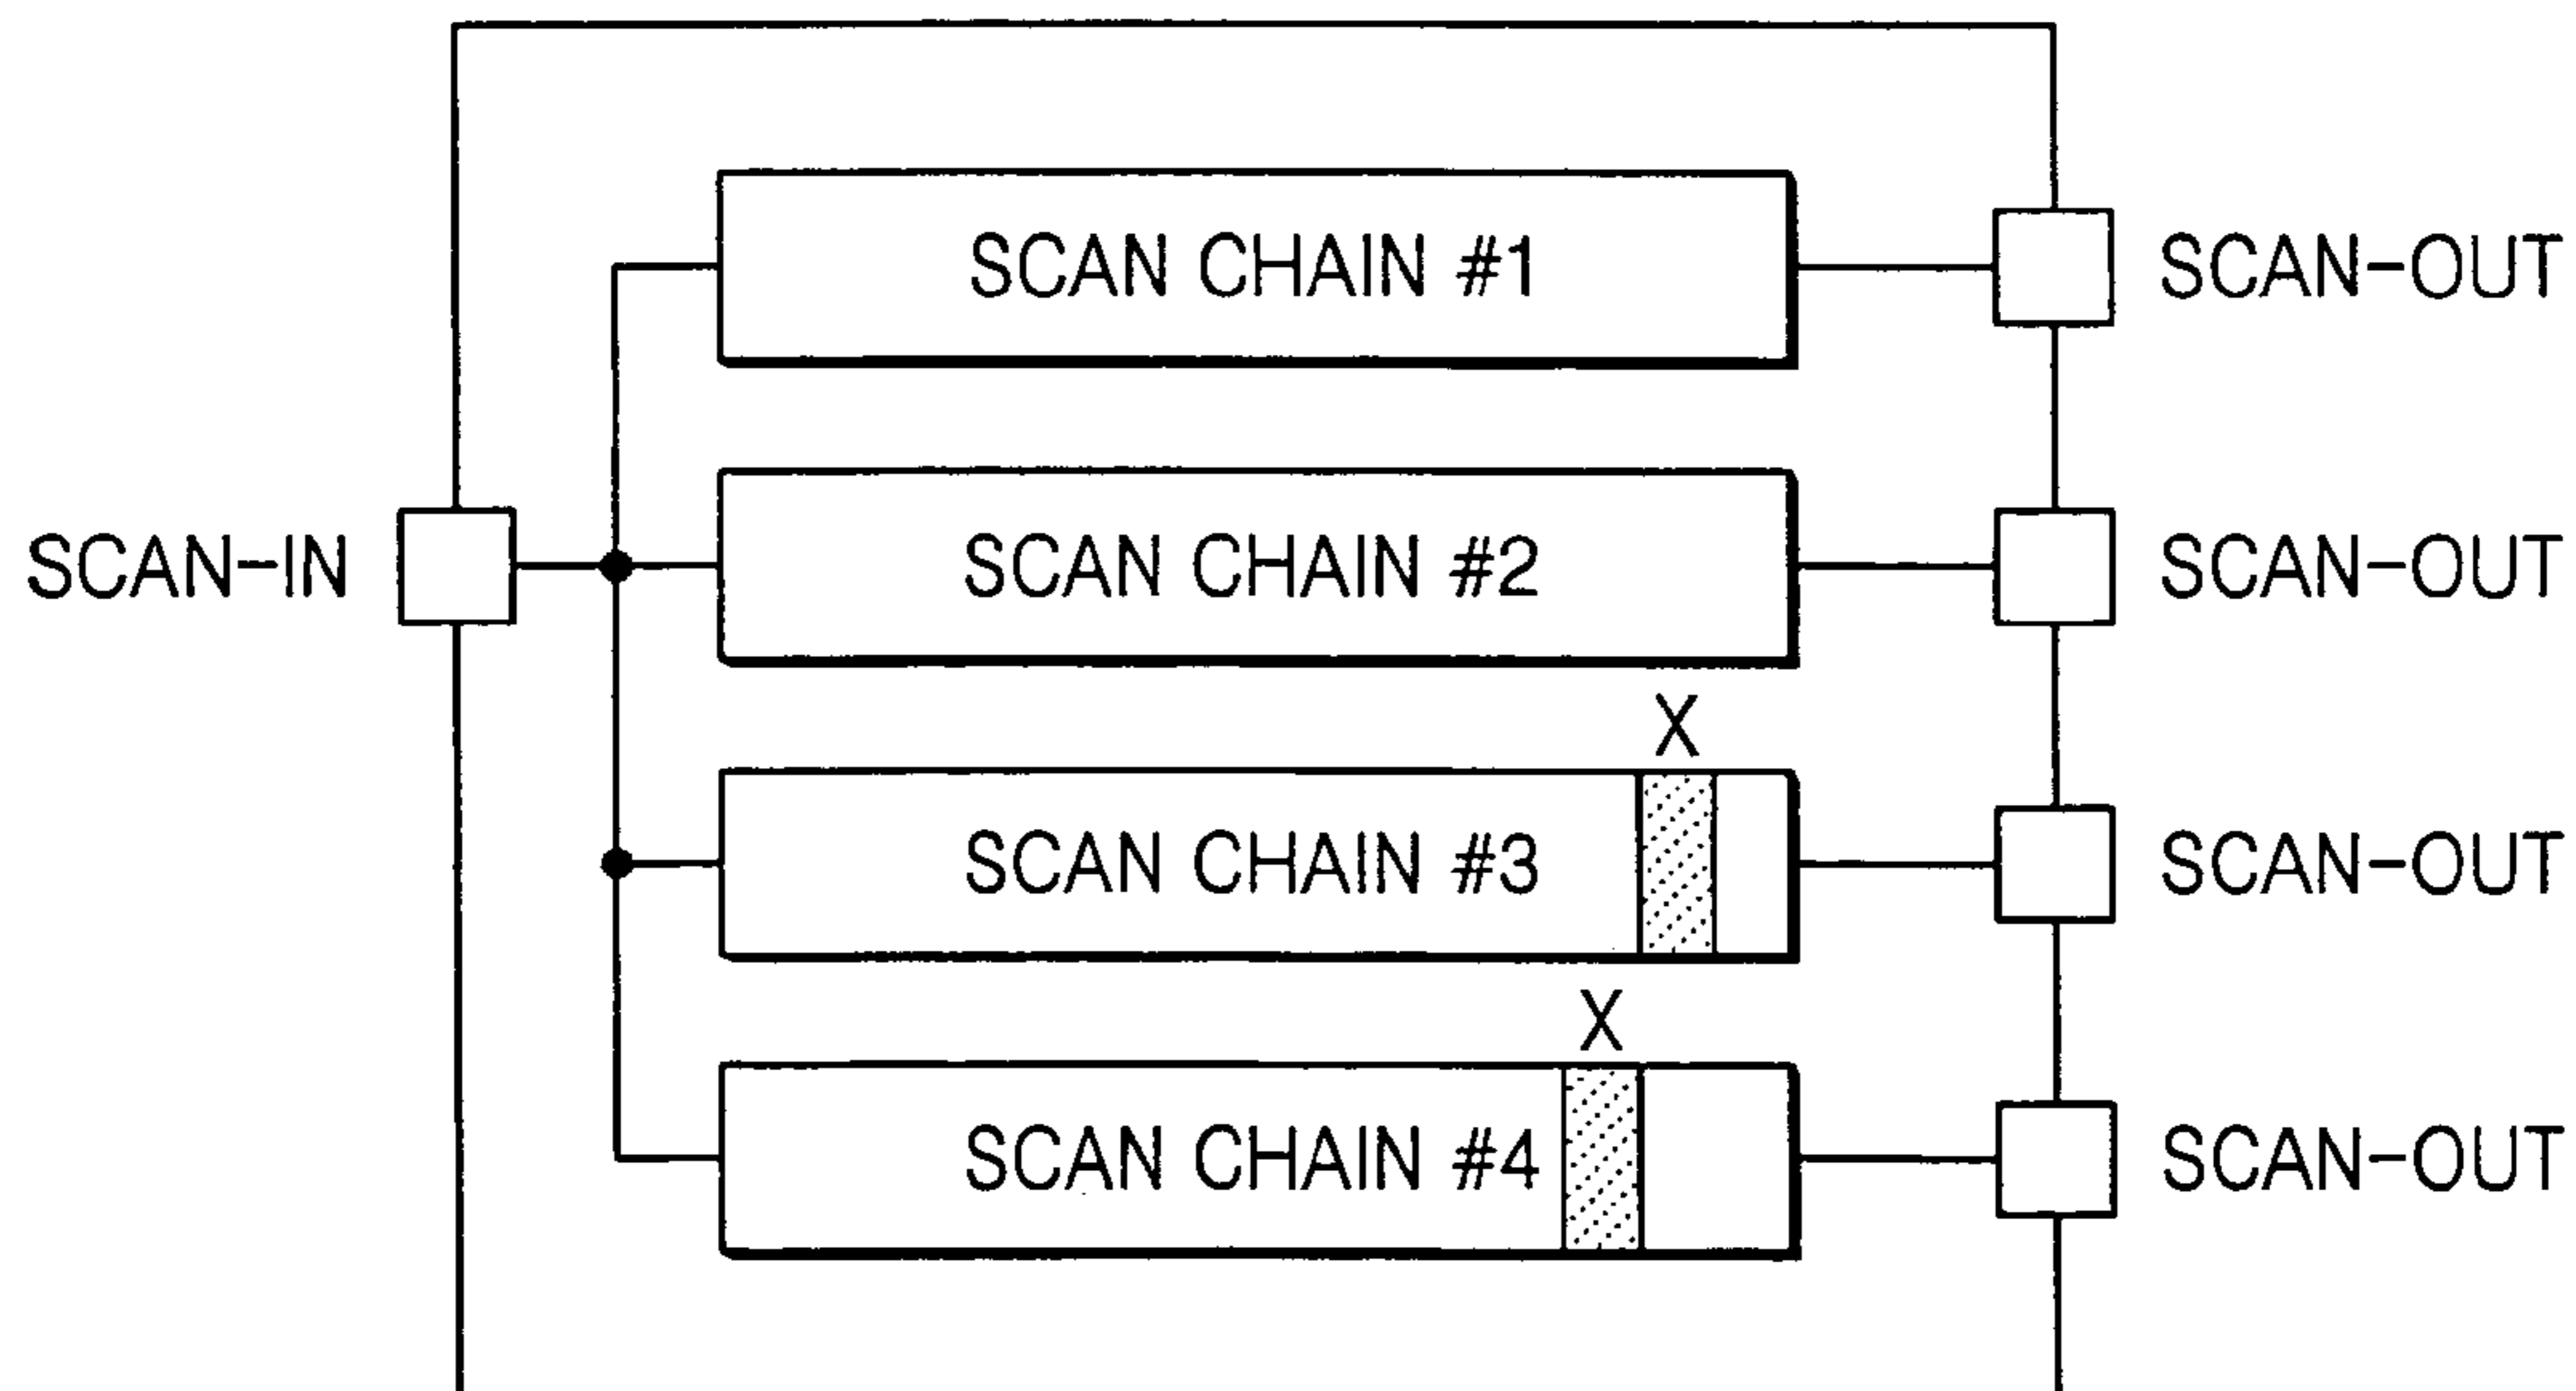 SCAN CHAIN #1
SCAN-OUT
SCAN-IN
SCAN CHAIN #2
SCAN-OUT
X
SCAN CHAIN #3
SCAN-OUT
X
SCAN CHAIN #4
SCAN-OUT